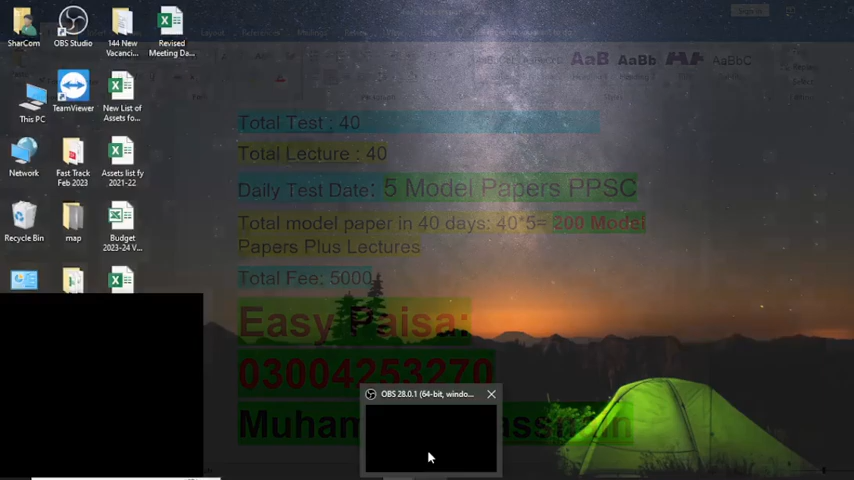 SharCom
OBS Studio
144 New
Vacanci...
Revised
Meeting Da...
This PC
TeamViewer
New List of
Assets fo...
Network
Fast Track
Feb 2023
Assets list fy
2021-22
Recycle Bin
map
Budget
2023-24 V...
Total Test : 40
Total Lecture : 40
Daily Test Date: 5 Model Papers PPSC
Total model paper in 40 days: 40*5= 200 Model
Papers Plus Lectures
Total Fee: 5000
Easy Paisa:
03004253270
OBS 28.0.1 (64-bit, windo...